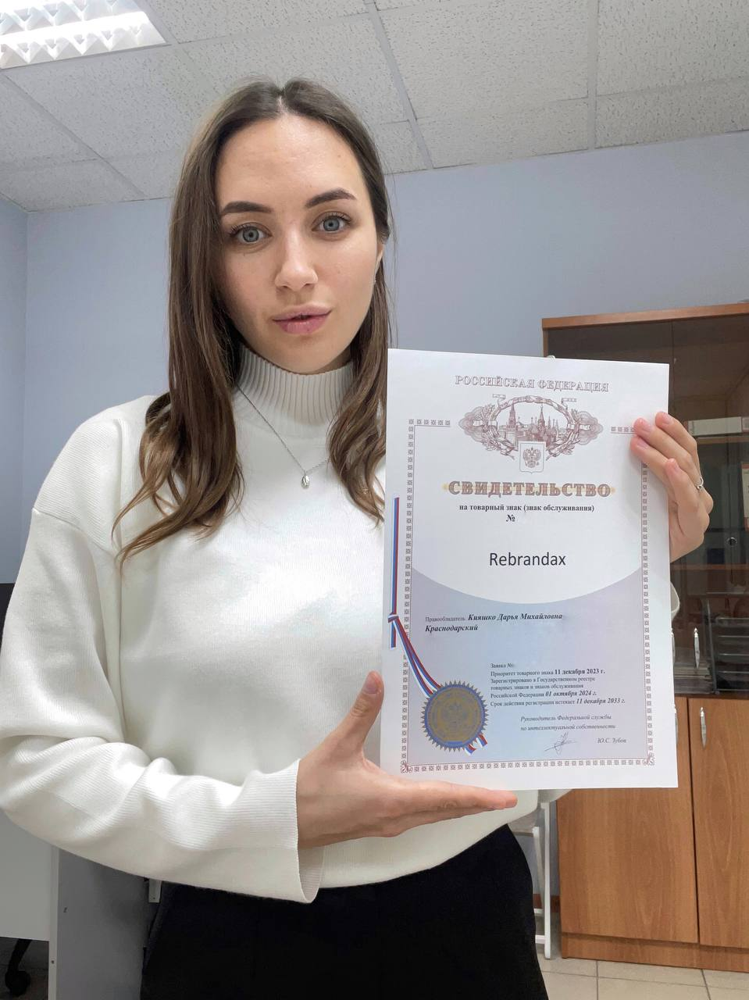 РОССИЙСКАЯ ФЕДЕРАЦИЯ
СВИДЕТЕЛЬСТВО
на товарный знак (знак обслуживания)
№
Rebrandax
Правообладатель: Кияшко Дарья Михайловна
Краснодарский
Заявка №
Приоритет товарного знака 11 декабря 2023 г.
Зарегистрировано в Государственном реестре
товарных знаков и знаков обслуживания
Российской Федерации 01 октября 2024 г.
Срок действия регистрации истекает 11 декабря 2033 г.
Руководитель Федеральной службы
по интеллектуальной собственности
Ю.С. Зубов